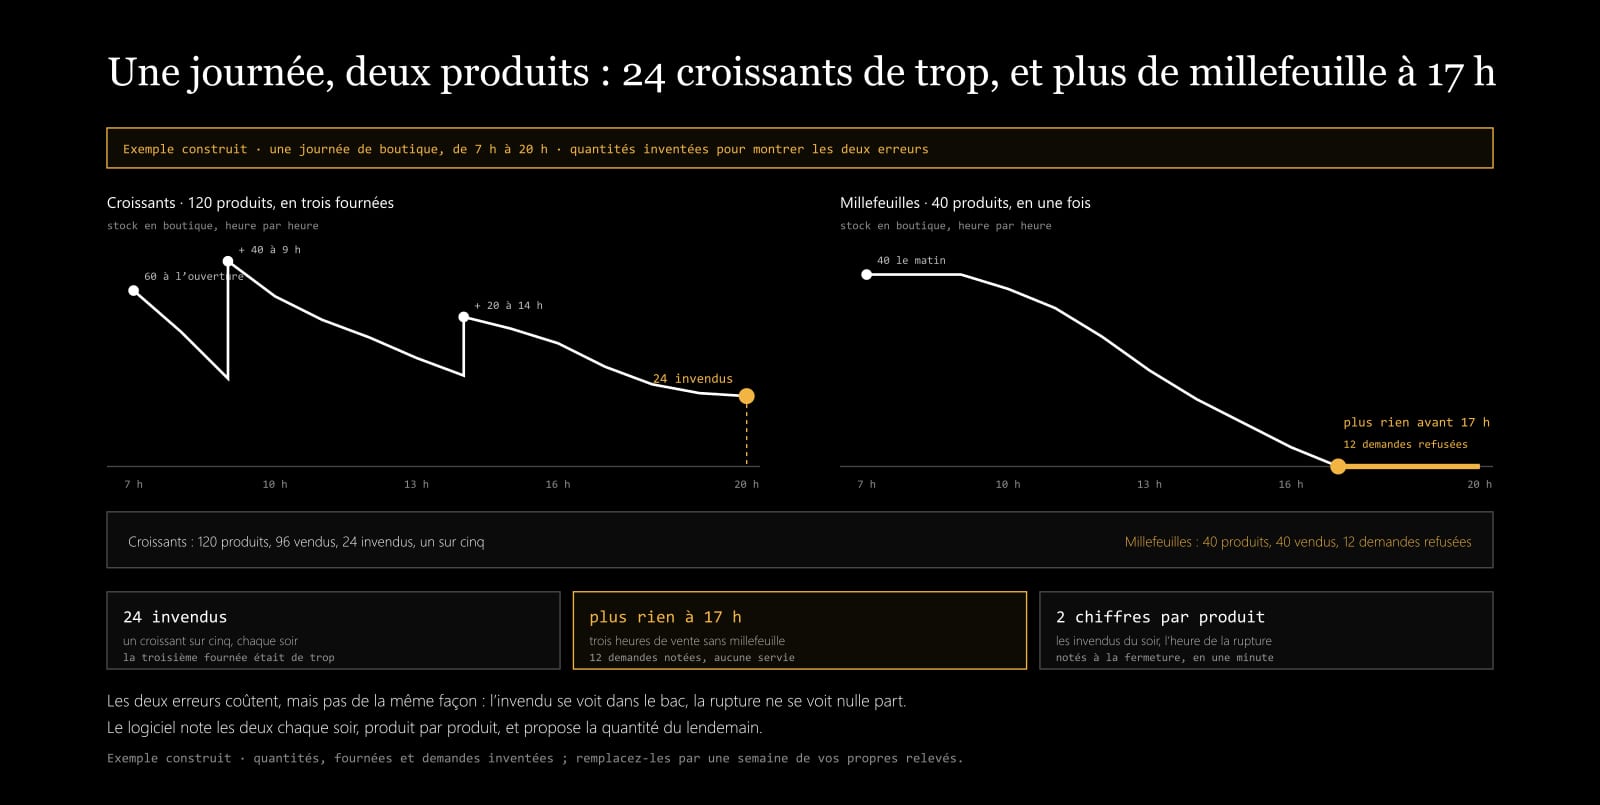 Une journée, deux produits : 24 croissants de trop, et plus de millefeuille à 17 h
Exemple construit · une journée de boutique, de 7 h à 20 h · quantités inventées pour montrer les deux erreurs
Croissants · 120 produits, en trois fournées
stock en boutique, heure par heure
+ 40 à 9 h
60 à l’ouverture
+ 20 à 14 h
24 invendus
7 h 10 h 13 h 16 h 20 h
Millefeuilles · 40 produits, en une fois
stock en boutique, heure par heure
40 le matin
plus rien avant 17 h
12 demandes refusées
7 h 10 h 13 h 16 h 20 h
Croissants : 120 produits, 96 vendus, 24 invendus, un sur cinq
Millefeuilles : 40 produits, 40 vendus, 12 demandes refusées
24 invendus
un croissant sur cinq, chaque soir
la troisième fournée était de trop
plus rien à 17 h
trois heures de vente sans millefeuille
12 demandes notées, aucune servie
2 chiffres par produit
les invendus du soir, l’heure de la rupture
notés à la fermeture, en une minute
Les deux erreurs coûtent, mais pas de la même façon : l’invendu se voit dans le bac, la rupture ne se voit nulle part.
Le logiciel note les deux chaque soir, produit par produit, et propose la quantité du lendemain.
Exemple construit · quantités, fournées et demandes inventées ; remplacez-les par une semaine de vos propres relevés.